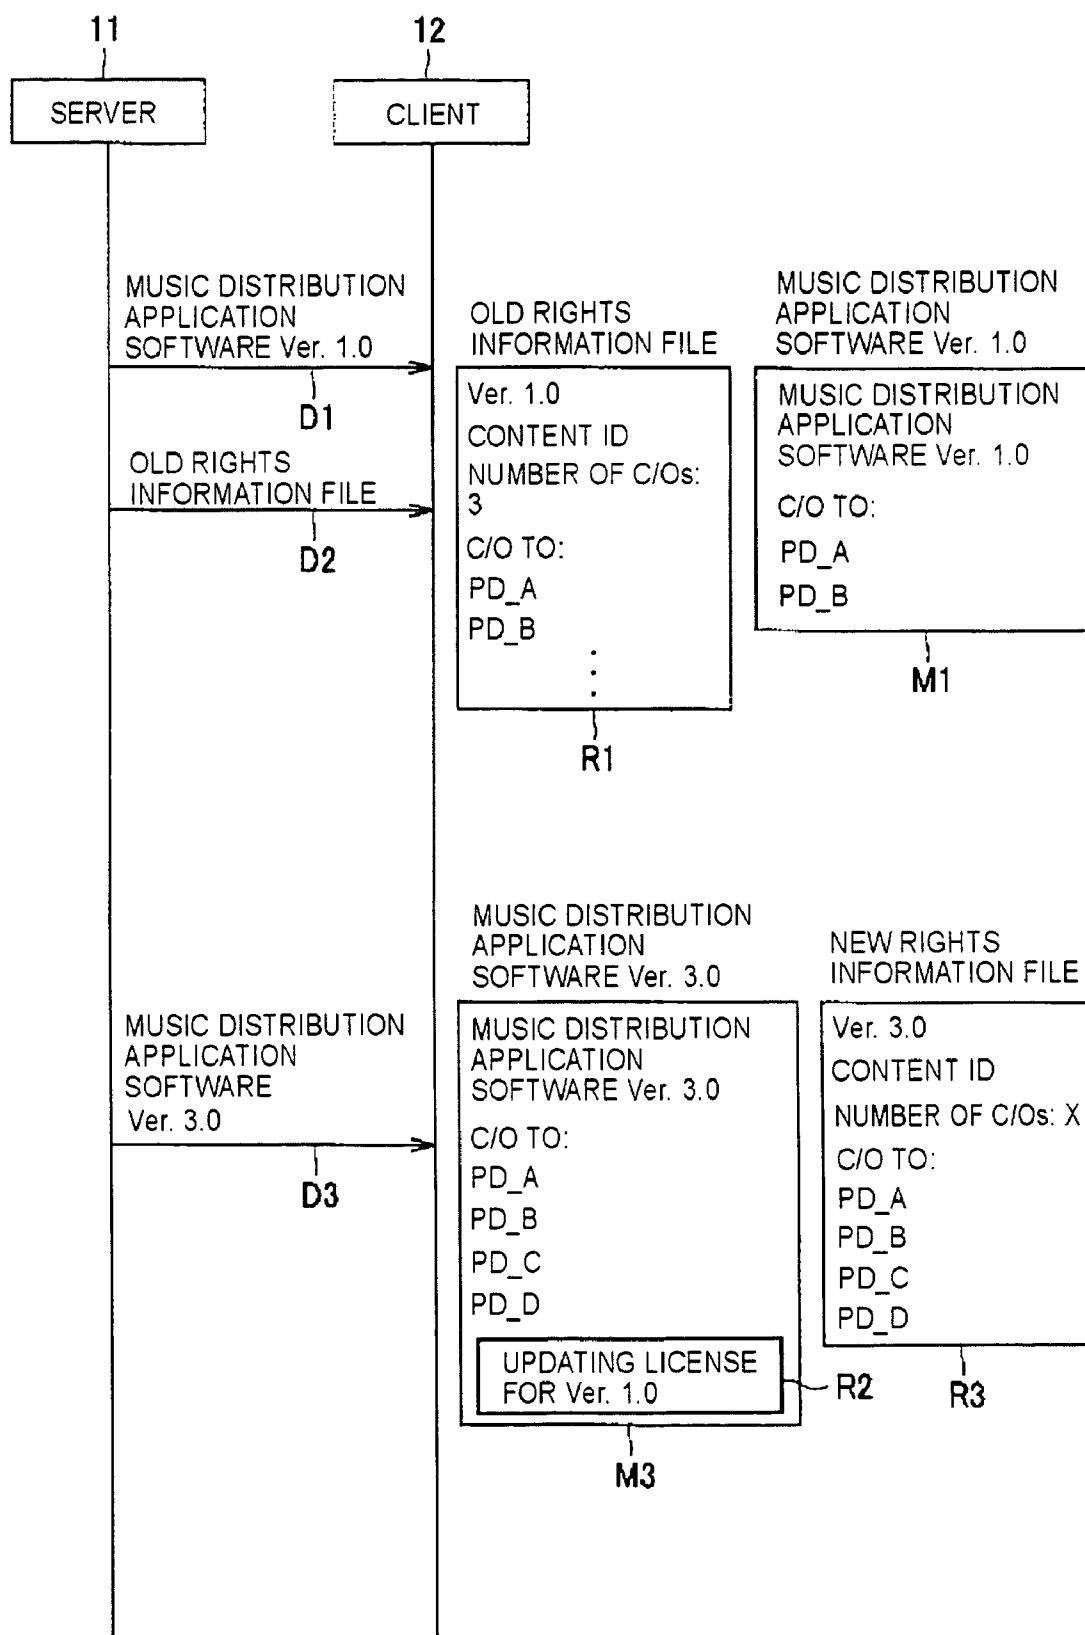 11
12
SERVER
CLIENT
MUSIC DISTRIBUTION
APPLICATION
SOFTWARE Ver. 1.0
D1
OLD RIGHTS
INFORMATION FILE
D2
OLD RIGHTS
INFORMATION FILE
Ver. 1.0
CONTENT ID
NUMBER OF C/Os:
3
C/O TO:
PD_A
PD_B
R1
MUSIC DISTRIBUTION
APPLICATION
SOFTWARE Ver. 1.0
MUSIC DISTRIBUTION
APPLICATION
SOFTWARE Ver. 1.0
C/O TO:
PD_A
PD_B
M1
MUSIC DISTRIBUTION
APPLICATION
SOFTWARE
Ver. 3.0
D3
MUSIC DISTRIBUTION
APPLICATION
SOFTWARE Ver. 3.0
MUSIC DISTRIBUTION
APPLICATION
SOFTWARE Ver. 3.0
C/O TO:
PD_A
PD_B
PD_C
PD_D
UPDATING LICENSE
FOR Ver. 1.0
R2
M3
NEW RIGHTS
INFORMATION FILE
Ver. 3.0
CONTENT ID
NUMBER OF C/Os: X
C/O TO:
PD_A
PD_B
PD_C
PD_D
R3